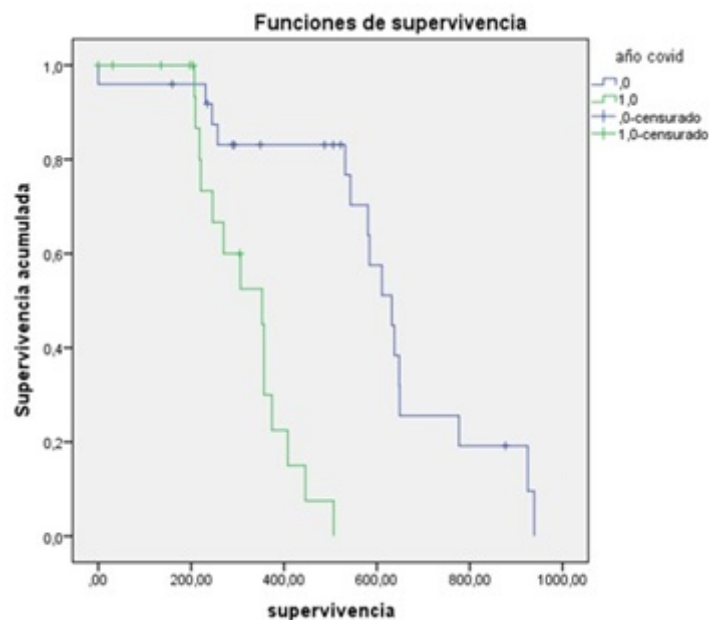 Funciones de supervivencia
año covid
,0
1,0
,0-censurado
1,0-censurado
1,0
0,8
0,6
0,4
0,2
0,0
Supervivencia acumulada
,00
200,00
400,00
600,00
800,00
1000,00
supervivencia